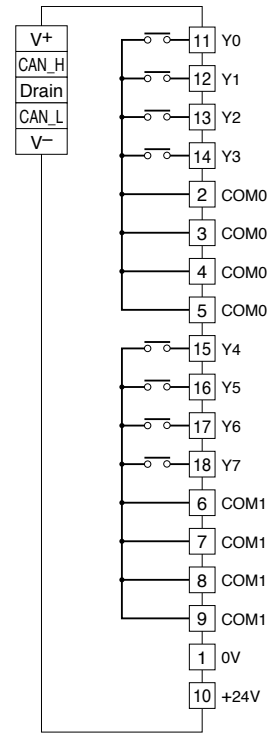 V+
CAN_H
Drain
CAN_L
V−
11 Y0
12 Y1
13 Y2
14 Y3
2 COM0
3 COM0
4 COM0
5 COM0
15 Y4
16 Y5
17 Y6
18 Y7
6 COM1
7 COM1
8 COM1
9 COM1
1 0V
10 +24V